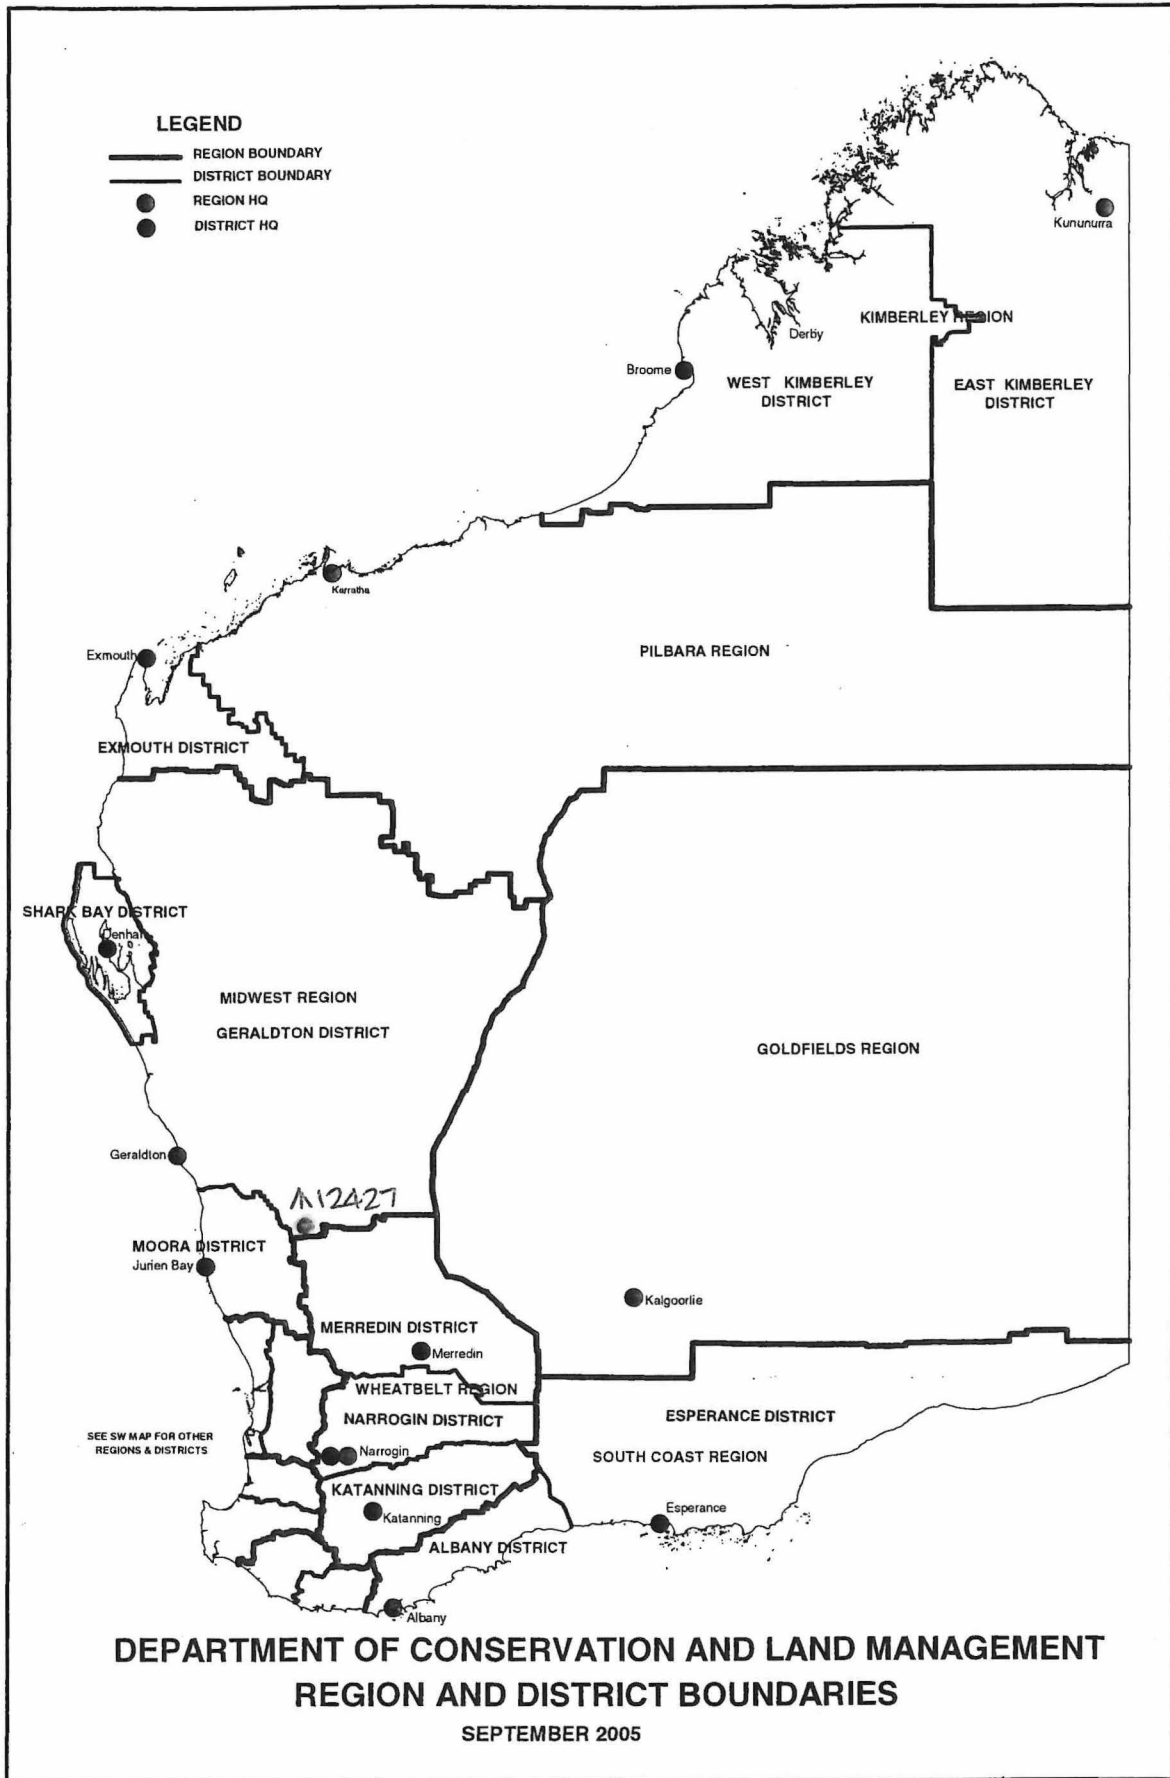 LEGEND
REGION BOUNDARY
DISTRICT BOUNDARY
REGION HQ
DISTRICT HQ
Kununurra
KIMBERLEY REGION
Derby
Broome
WEST KIMBERLEY
DISTRICT
EAST KIMBERLEY
DISTRICT
Karratha
Exmouth
PILBARA REGION
EXMOUTH DISTRICT
SHARK BAY DISTRICT
Denham
MIDWEST REGION
GERALDTON DISTRICT
GOLDFIELDS REGION
Geraldton
MOORA DISTRICT
Jurien Bay
Kalgoorlie
MERREDIN DISTRICT
Merredin
WHEATBELT REGION
NARROGIN DISTRICT
ESPERANCE DISTRICT
SEE SW MAP FOR OTHER
REGIONS & DISTRICTS
Narrogin
SOUTH COAST REGION
KATANNING DISTRICT
Katanning
Esperance
ALBANY DISTRICT
Albany
DEPARTMENT OF CONSERVATION AND LAND MANAGEMENT
REGION AND DISTRICT BOUNDARIES
SEPTEMBER 2005